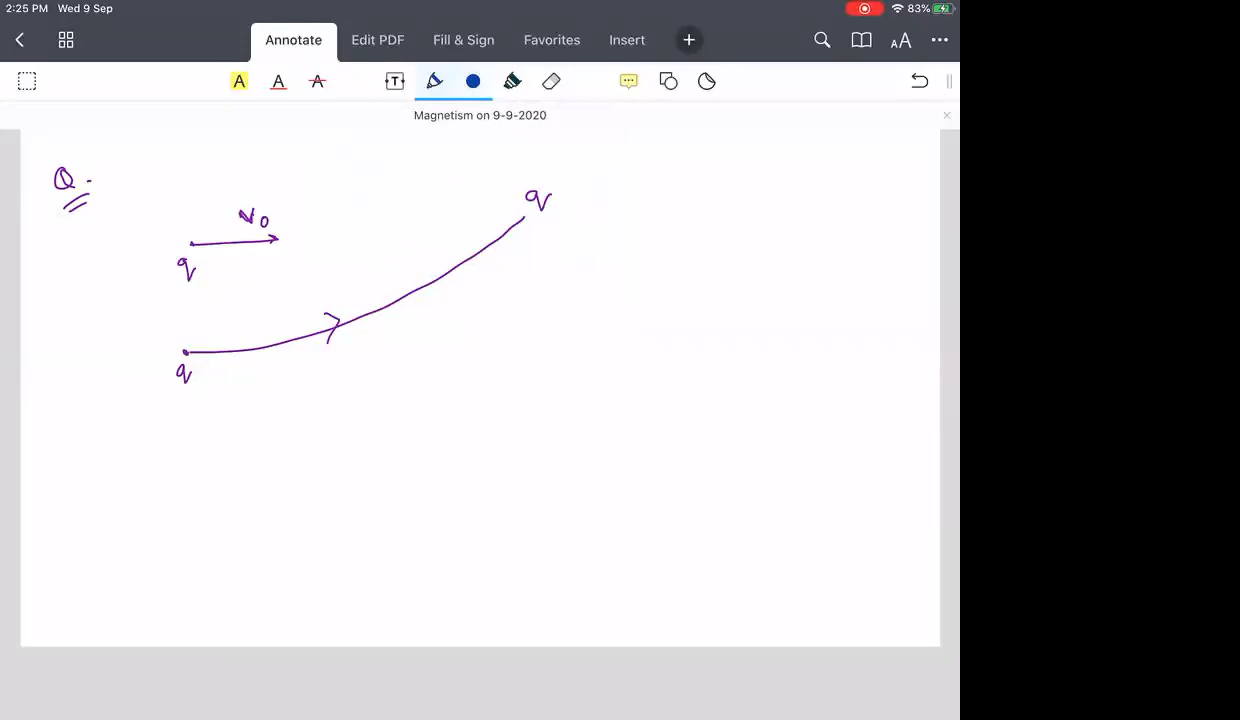 2:25 PM Wed 9 Sep 83%
Annotate Edit PDF Fill & Sign Favorites Insert
A A A T AA
Magnetism on 9-9-2020
Q.
v0
q
q
q